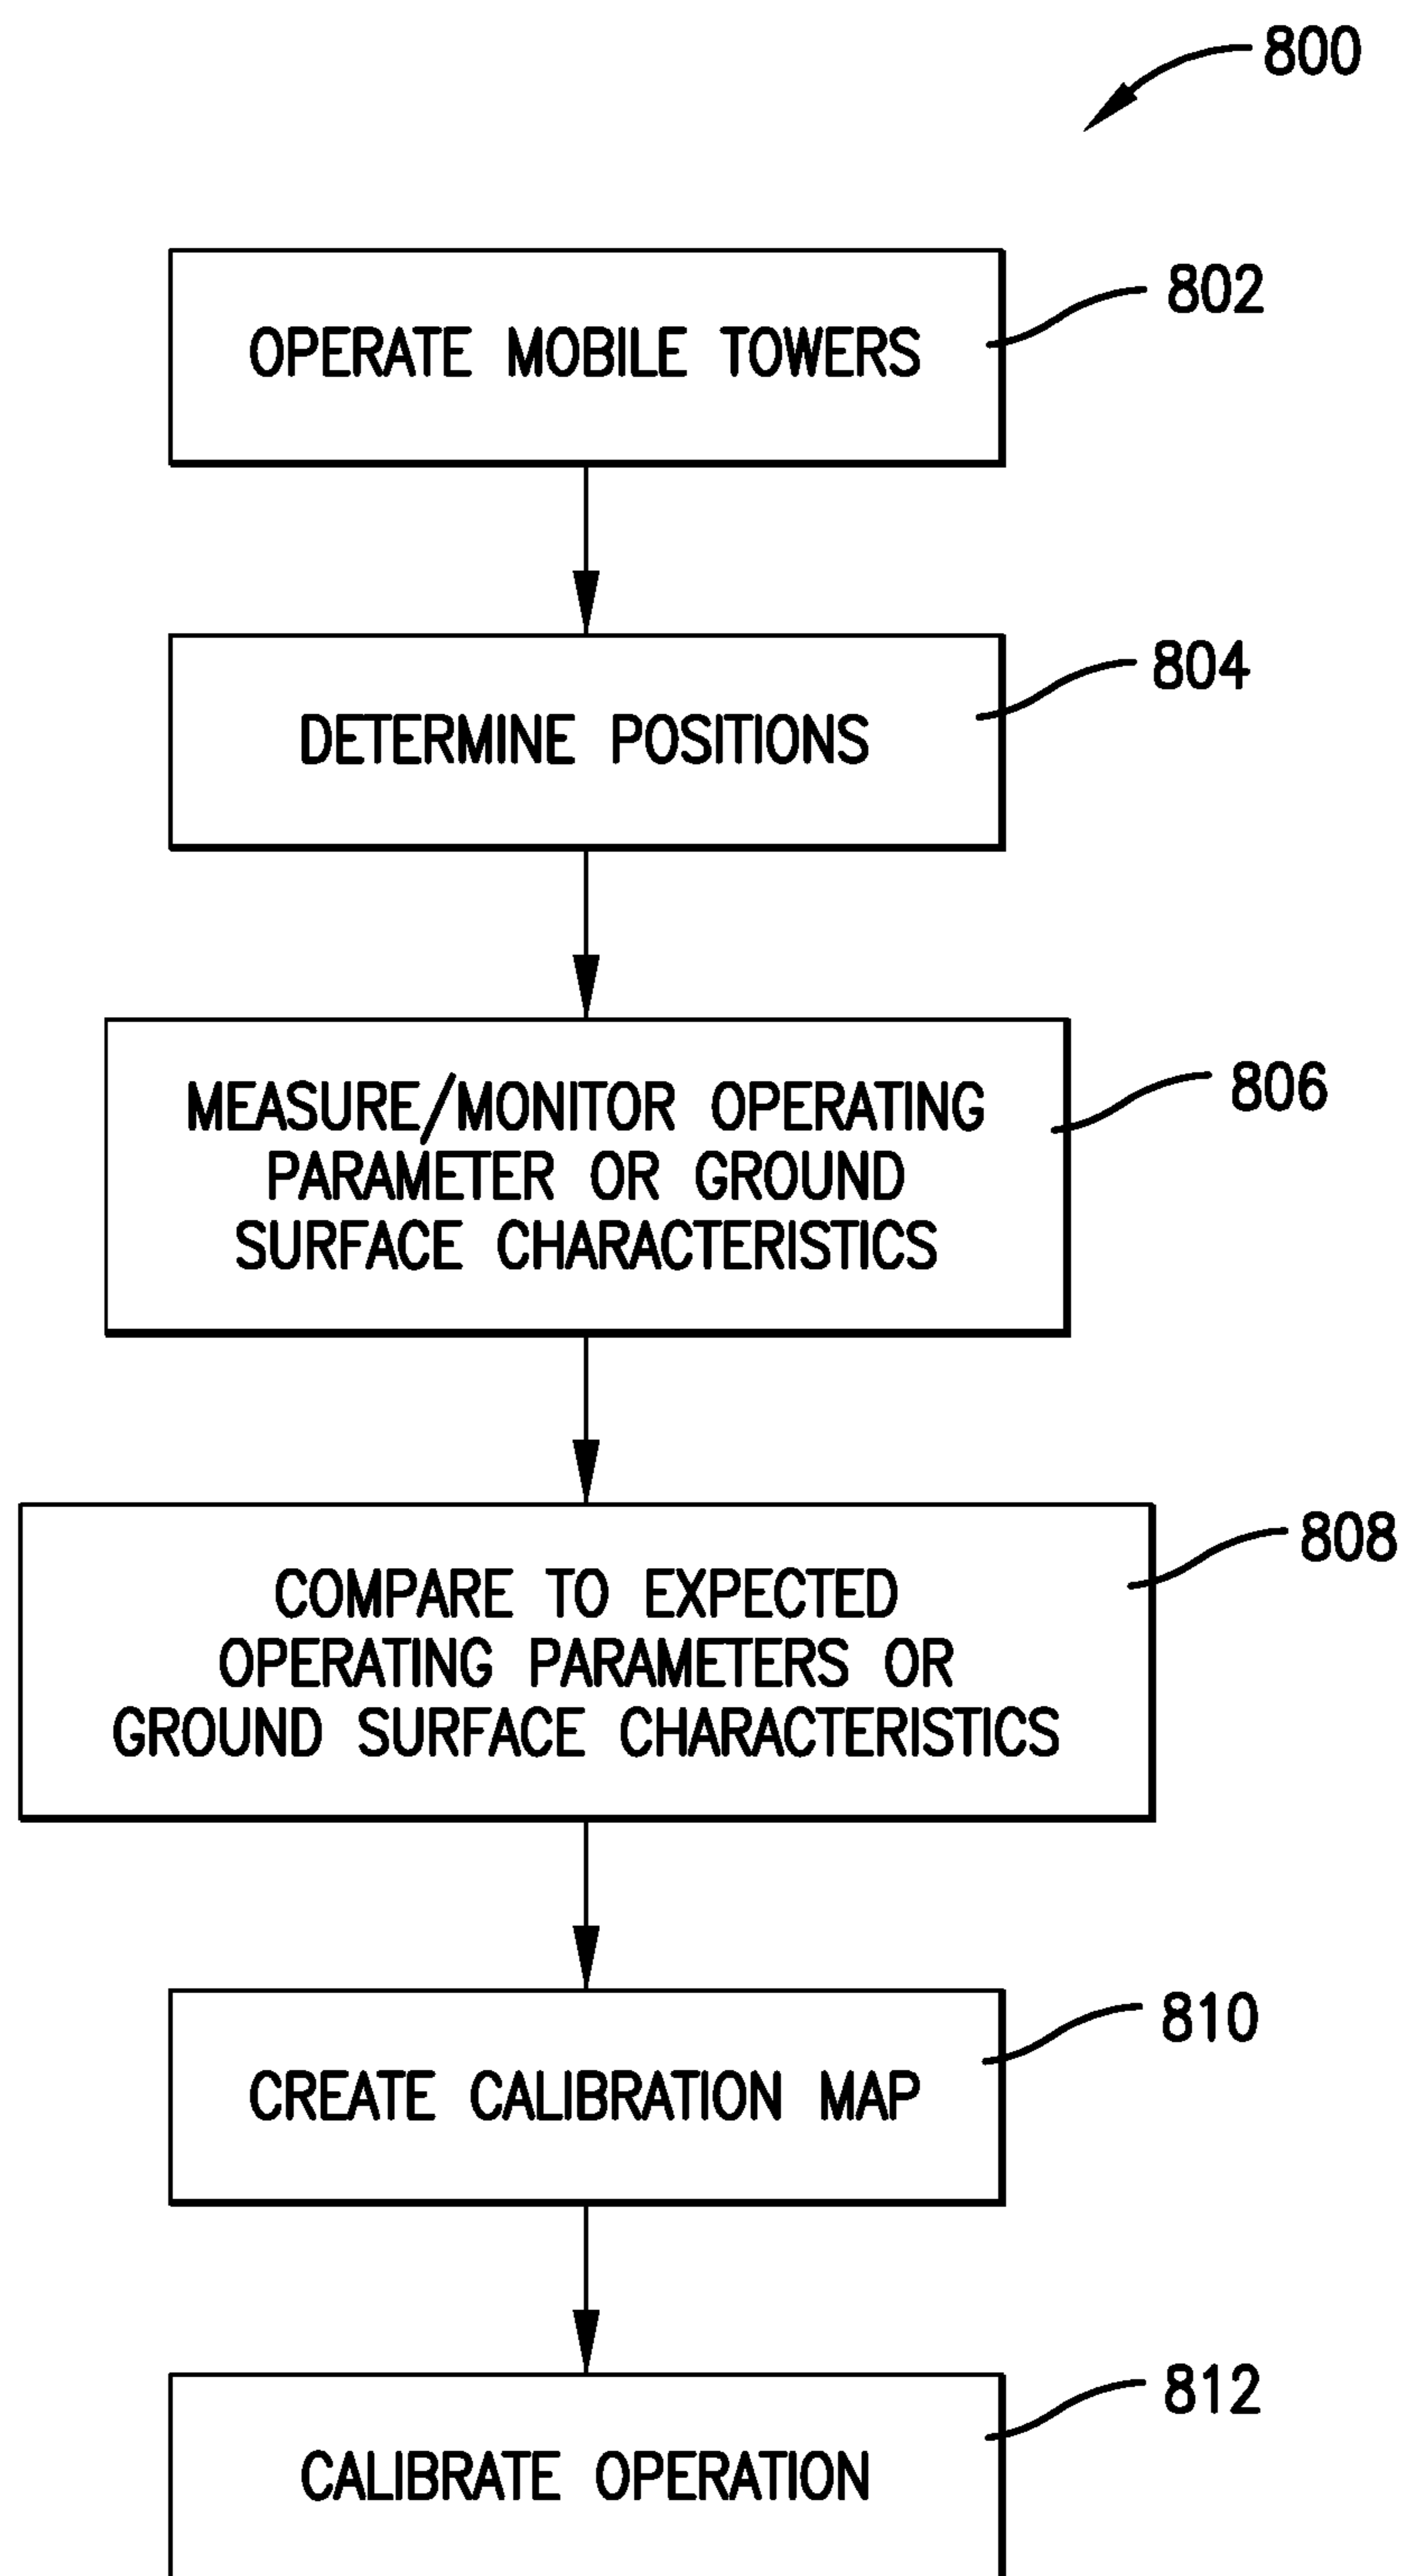 800
OPERATE MOBILE TOWERS
802
DETERMINE POSITIONS
804
MEASURE/MONITOR OPERATING
PARAMETER OR GROUND
SURFACE CHARACTERISTICS
806
COMPARE TO EXPECTED
OPERATING PARAMETERS OR
GROUND SURFACE CHARACTERISTICS
808
CREATE CALIBRATION MAP
810
CALIBRATE OPERATION
812